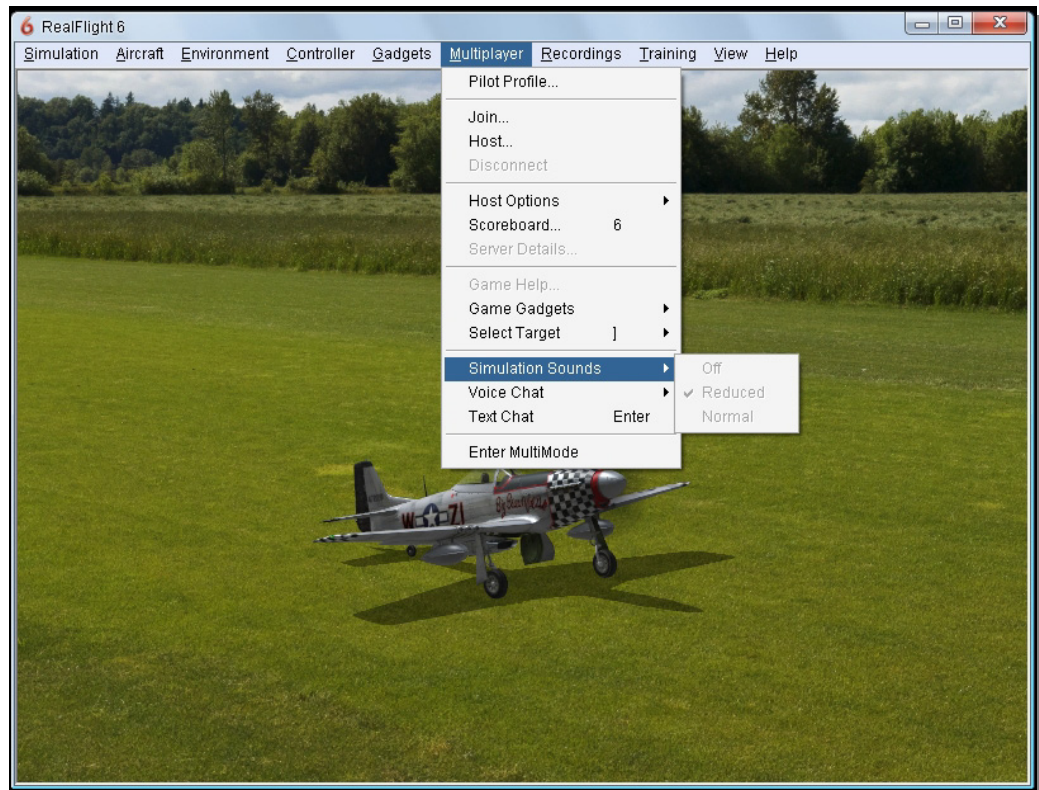 6 RealFlight 6
Simulation Aircraft Environment Controller Gadgets Multiplayer Recordings Training View Help
Pilot Profile...
Join...
Host...
Disconnect
Host Options
Scoreboard... 6
Server Details...
Game Help...
Game Gadgets
Select Target ]
Simulation Sounds
Off
Voice Chat
Reduced
Text Chat Enter
Normal
Enter MultiMode
W ZI